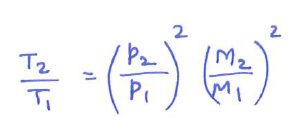 T₂/T₁ = (P₂/P₁)² (M₂/M₁)²